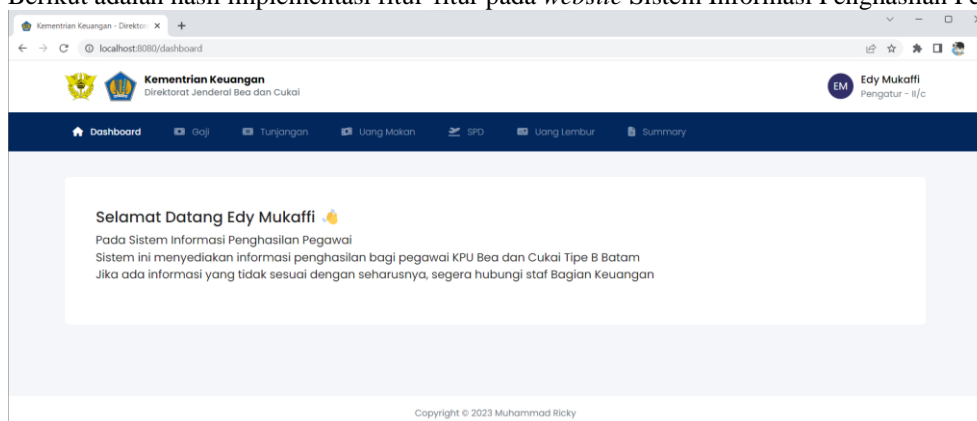 Berikut adalah hasil implementasi fitur-fitur pada website Sistem Informasi Penghasilan
Kementrian Keuangan - Direktor
localhost:8080/dashboard
Kementrian Keuangan
Direktorat Jenderal Bea dan Cukai
EM
Edy Mukaffi
Pengatur - II/c
Dashboard Gaji Tunjangan Uang Makan SPD Uang Lembur Summary
Selamat Datang Edy Mukaffi 👋
Pada Sistem Informasi Penghasilan Pegawai
Sistem ini menyediakan informasi penghasilan bagi pegawai KPU Bea dan Cukai Tipe B Batam
Jika ada informasi yang tidak sesuai dengan seharusnya, segera hubungi staf Bagian Keuangan
Copyright © 2023 Muhammad Ricky